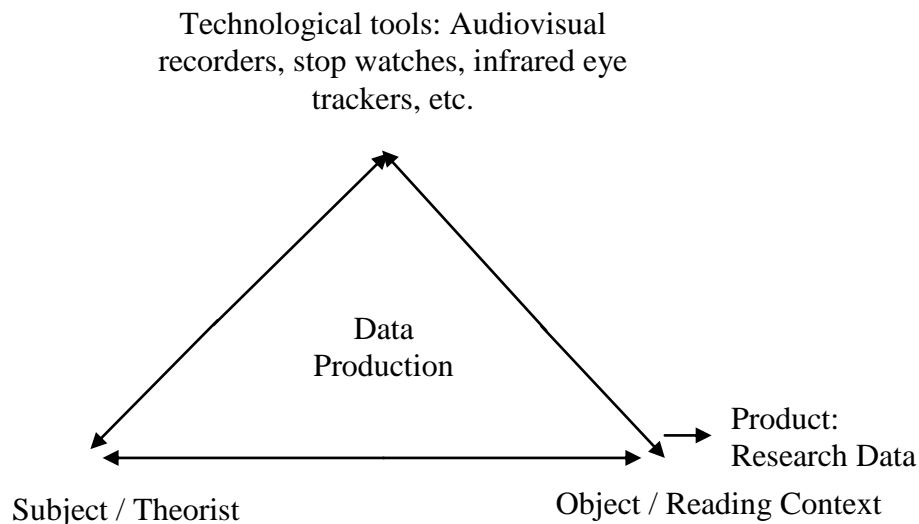 Technological tools: Audiovisual
recorders, stop watches, infrared eye
trackers, etc.
Data
Production
Product:
Research Data
Subject / Theorist
Object / Reading Context